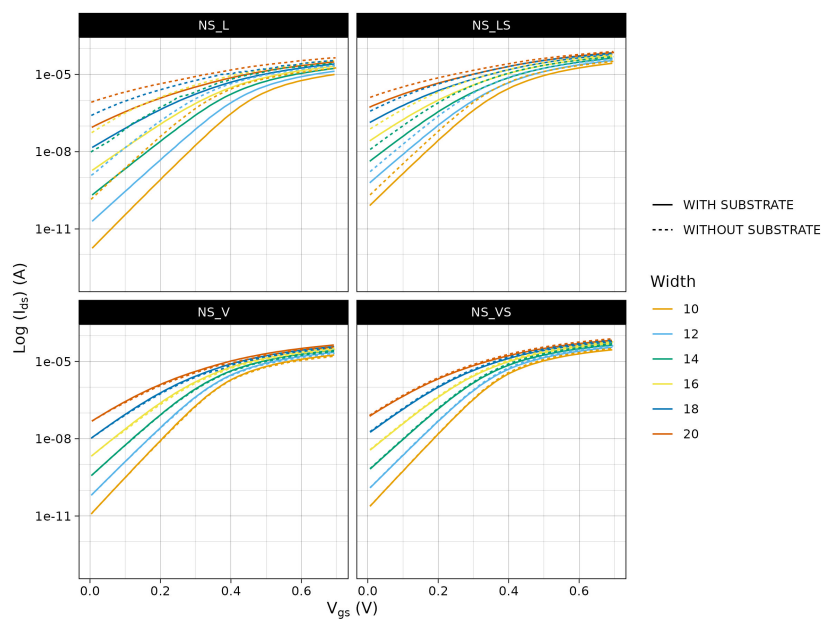 NS_L
NS_LS
1e-05
1e-08
1e-11
NS_V
NS_VS
1e-05
1e-08
1e-11
0.0 0.2 0.4 0.6
0.0 0.2 0.4 0.6
Log (Ids) (A)
Vgs (V)
WITH SUBSTRATE
WITHOUT SUBSTRATE
Width
10
12
14
16
18
20